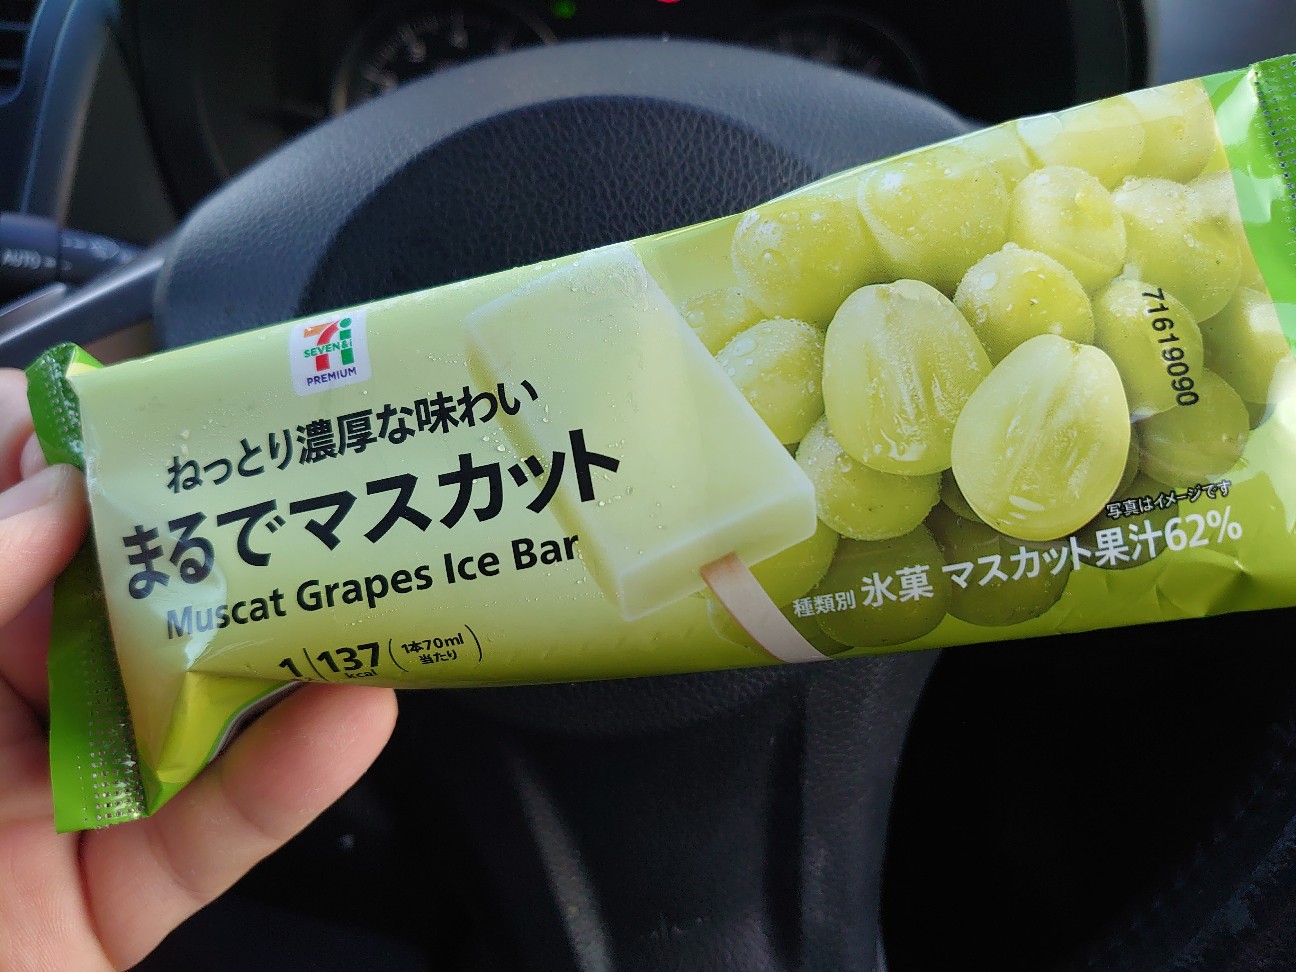 AUTO
7i
SEVEN&i
PREMIUM
ねっとり濃厚な味わい
まるでマスカット
Muscat Grapes Ice Bar
137
kcal
(1本70ml
当たり)
71619090
写真はイメージです
種類別 氷菓 マスカット果汁62%